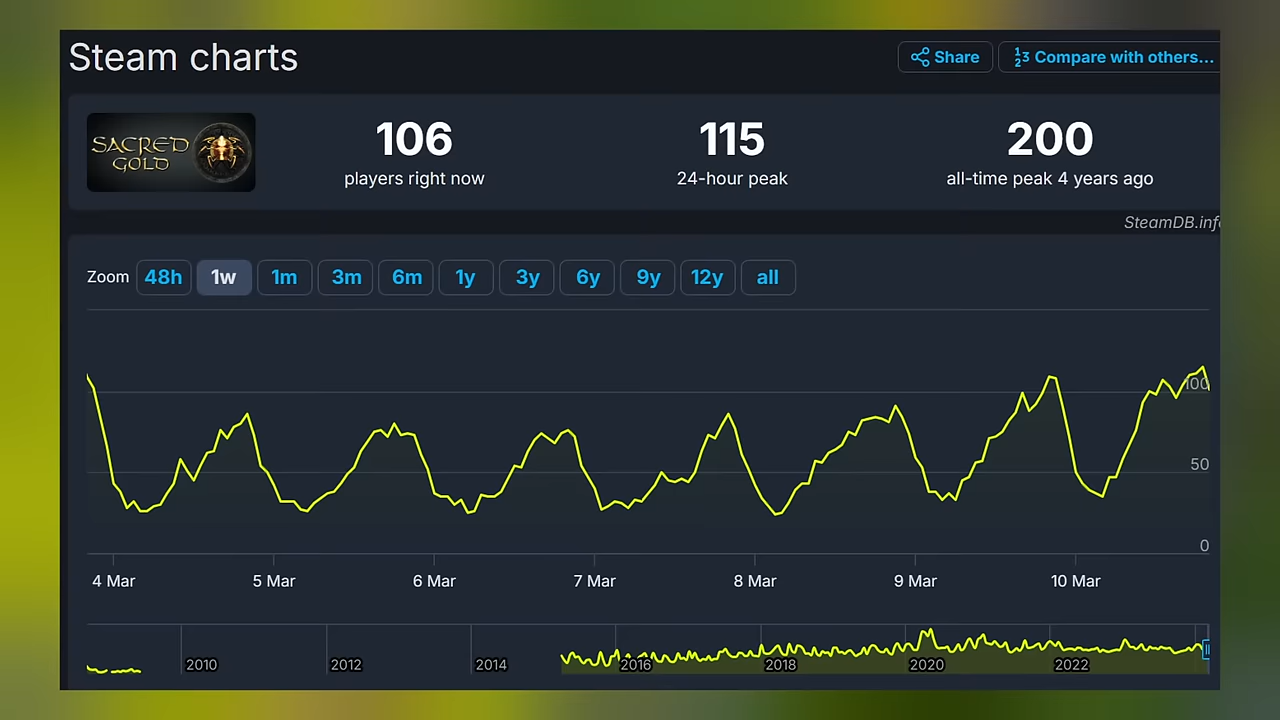 Steam charts
Share
Compare with others...
SACRED
GOLD
106
players right now
115
24-hour peak
200
all-time peak 4 years ago
SteamDB.inf
Zoom 48h 1w 1m 3m 6m 1y 3y 6y 9y 12y all
100
50
0
4 Mar 5 Mar 6 Mar 7 Mar 8 Mar 9 Mar 10 Mar
2010 2012 2014 2016 2018 2020 2022